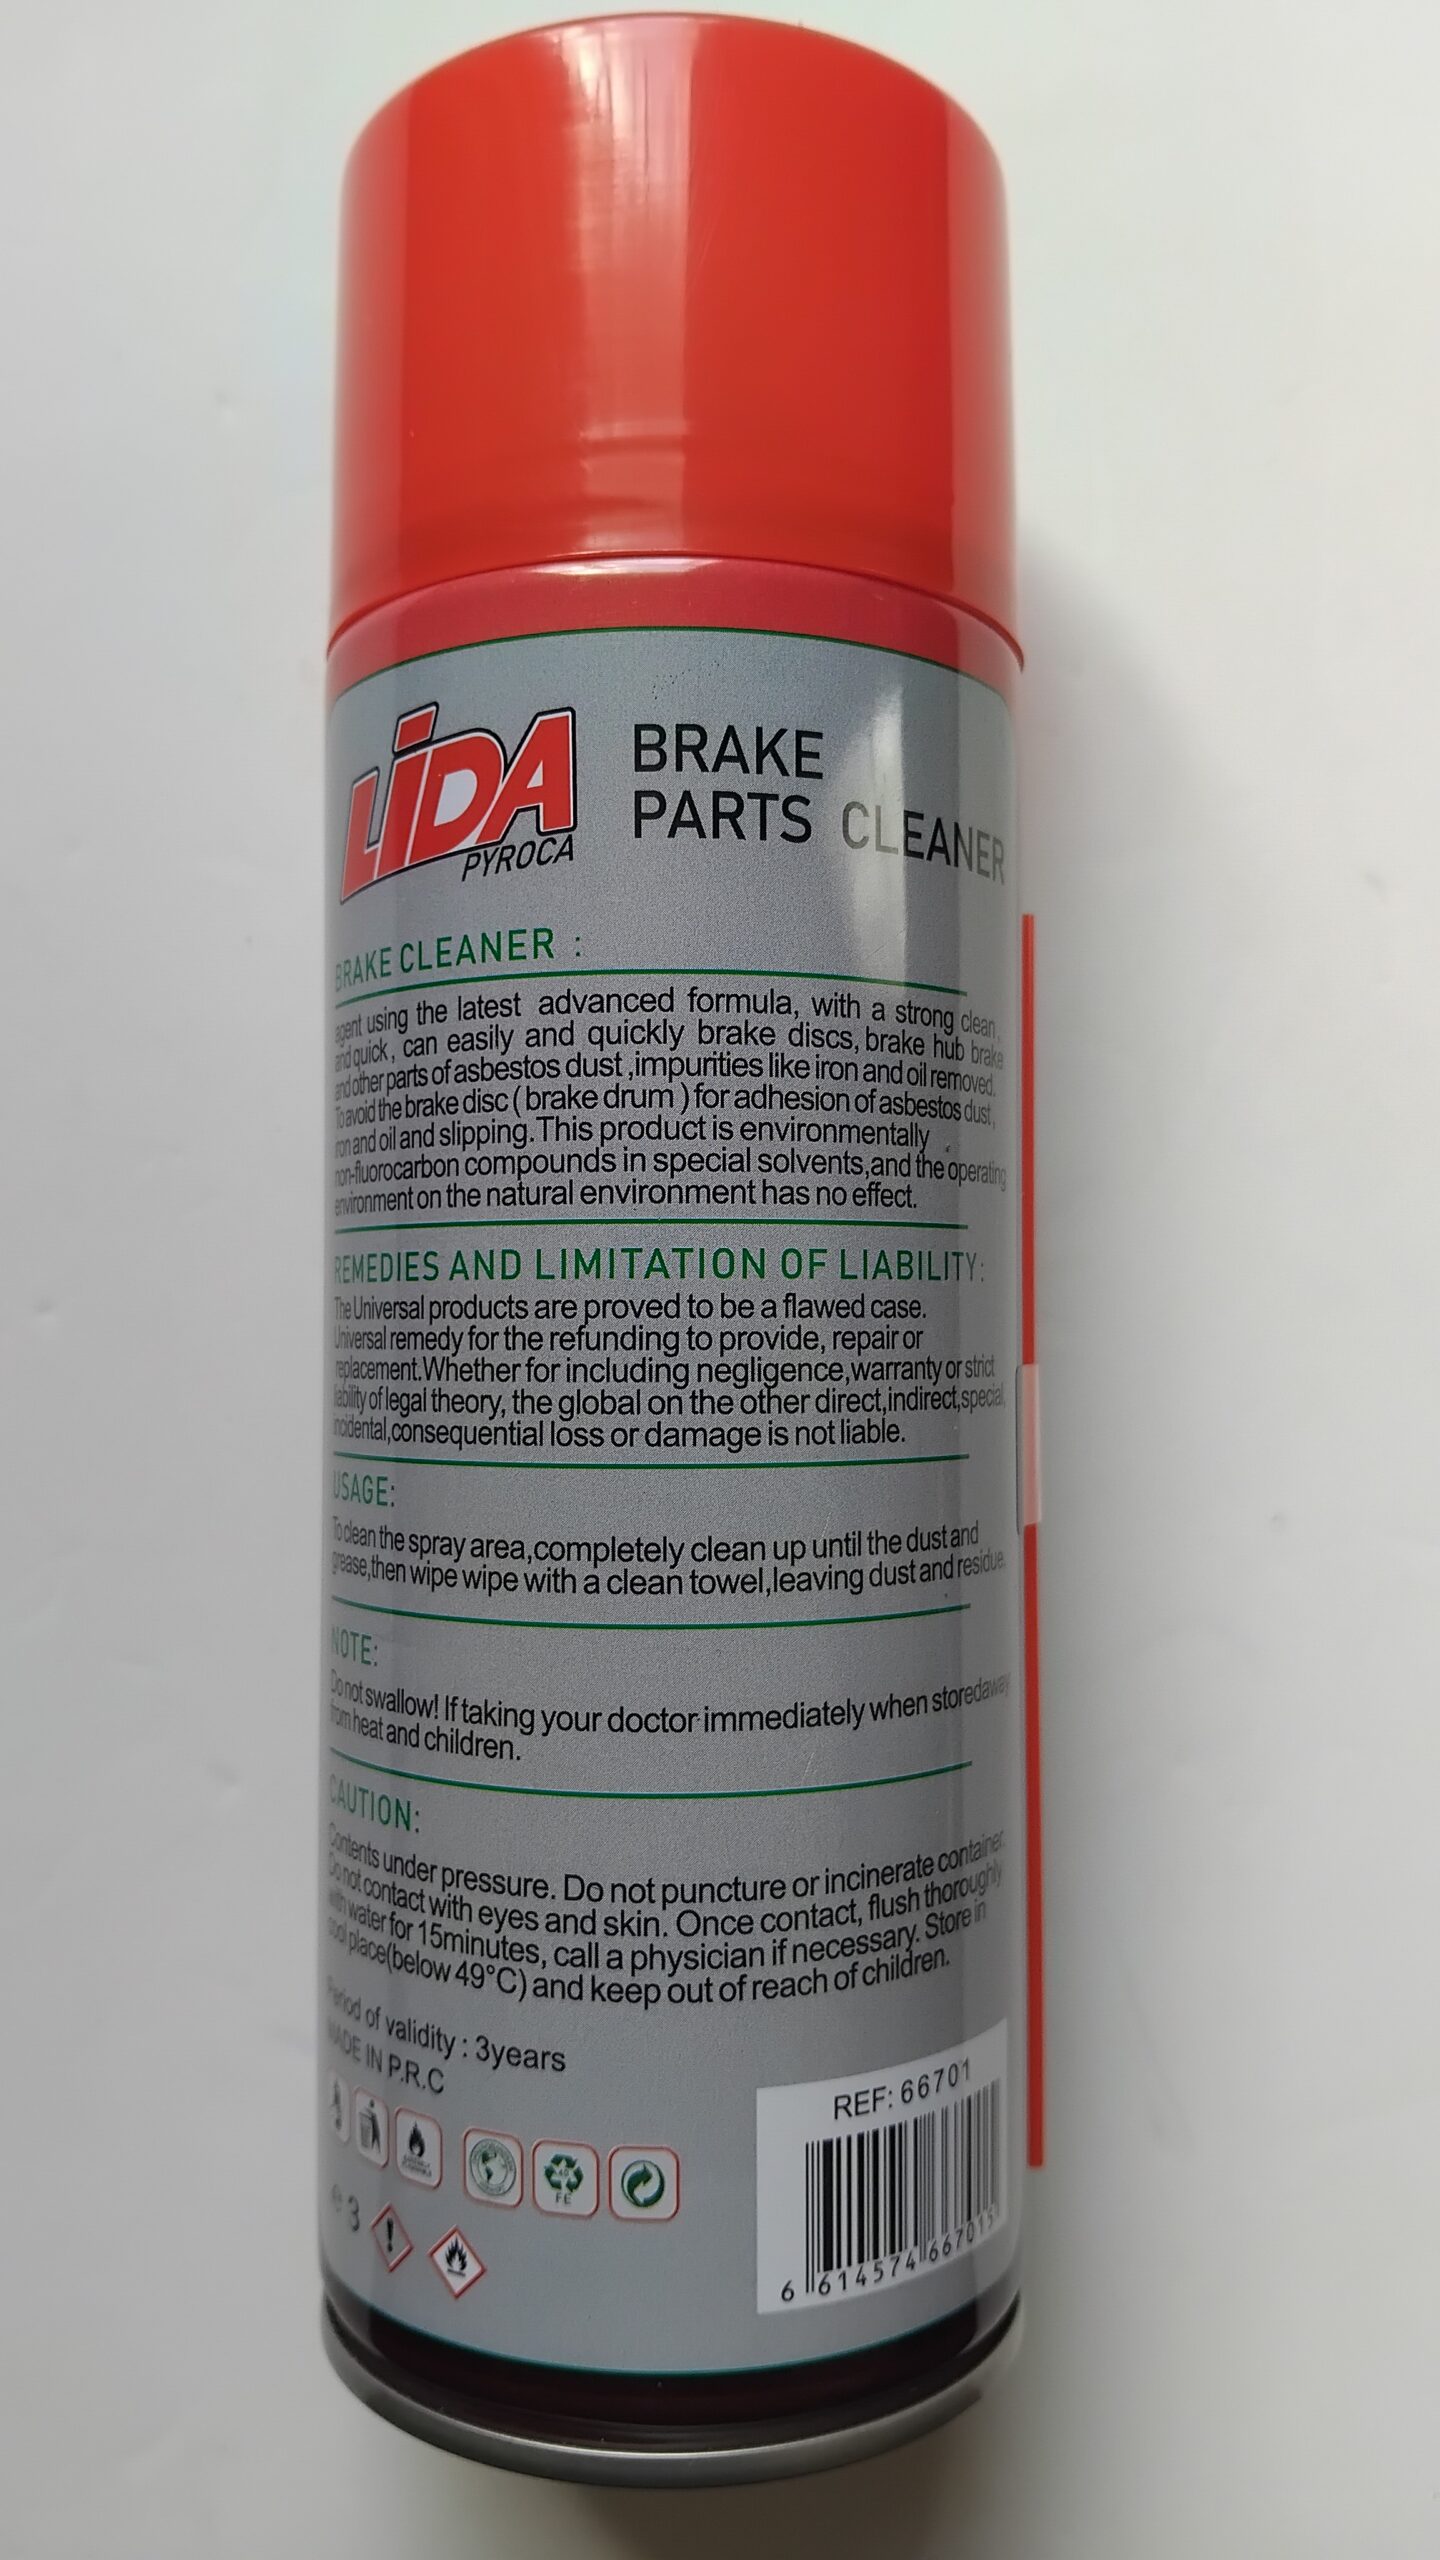 LİDA
PYROCA
BRAKE
PARTS CLEANER
BRAKE CLEANER :
agent using the latest advanced formula, with a strong clean,
and quick, can easily and quickly brake discs, brake hub brake
and other parts of asbestos dust ,impurities like iron and oil removed.
To avoid the brake disc ( brake drum ) for adhesion of asbestos dust,
iron and oil and slipping. This product is environmentally
non-fluorocarbon compounds in special solvents,and the operating
environment on the natural environment has no effect.
REMEDIES AND LIMITATION OF LIABILITY:
The Universal products are proved to be a flawed case.
Universal remedy for the refunding to provide, repair or
replacement.Whether for including negligence,warranty or strict
liability of legal theory, the global on the other direct,indirect,special,
incidental,consequential loss or damage is not liable.
USAGE:
To clean the spray area,completely clean up until the dust and
grease,then wipe wipe with a clean towel,leaving dust and residue.
NOTE:
Do not swallow! If taking your doctor immediately when storedaway
from heat and children.
CAUTION:
Contents under pressure. Do not puncture or incinerate container.
Do not contact with eyes and skin. Once contact, flush thoroughly
with water for 15minutes, call a physician if necessary. Store in
cool place(below 49°C) and keep out of reach of children.
Period of validity : 3years
MADE IN P.R.C
REF: 66701
40
FE
3
6 614574 667015